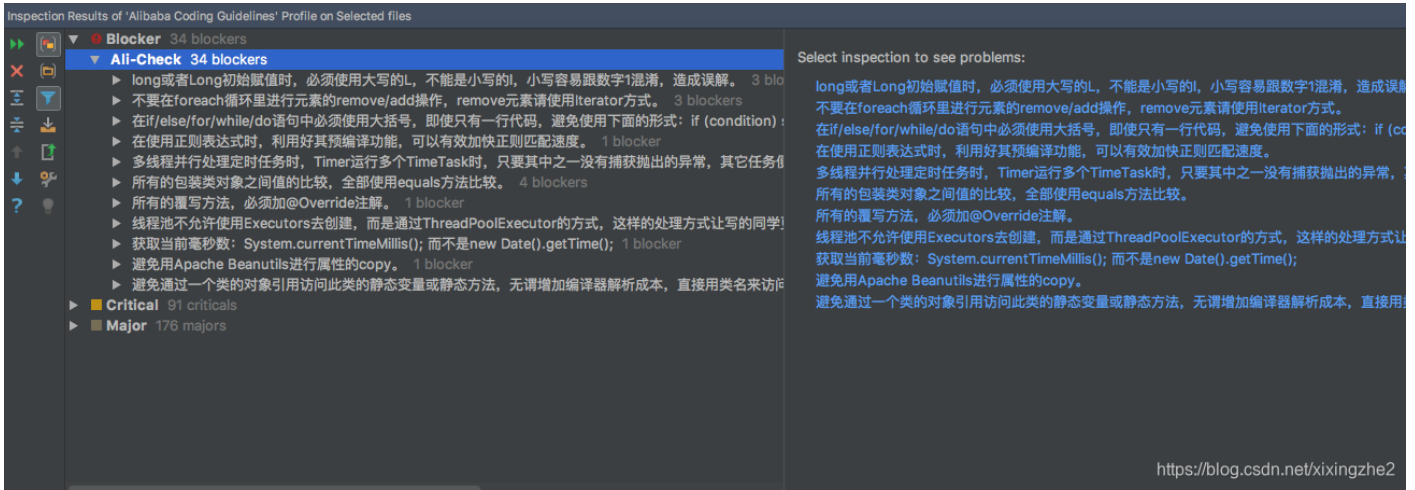 Inspection Results of 'Alibaba Coding Guidelines' Profile on Selected files
Blocker 34 blockers
Ali-Check 34 blockers
long或者Long初始赋值时，必须使用大写的L，不能是小写的l，小写容易跟数字1混淆，造成误解。 3 blo
不要在foreach循环里进行元素的remove/add操作，remove元素请使用Iterator方式。 3 blockers
在if/else/for/while/do语句中必须使用大括号，即使只有一行代码，避免使用下面的形式：if (condition) s
在使用正则表达式时，利用好其预编译功能，可以有效加快正则匹配速度。 1 blocker
多线程并行处理定时任务时，Timer运行多个TimeTask时，只要其中之一没有捕获抛出的异常，其它任务便
所有的包装类对象之间值的比较，全部使用equals方法比较。 4 blockers
所有的覆写方法，必须加@Override注解。 1 blocker
线程池不允许使用Executors去创建，而是通过ThreadPoolExecutor的方式，这样的处理方式让写的同学更
获取当前毫秒数：System.currentTimeMillis(); 而不是new Date().getTime(); 1 blocker
避免用Apache Beanutils进行属性的copy。 1 blocker
避免通过一个类的对象引用访问此类的静态变量或静态方法，无谓增加编译器解析成本，直接用类名来访问
Critical 91 criticals
Major 176 majors
Select inspection to see problems:
long或者Long初始赋值时，必须使用大写的L，不能是小写的l，小写容易跟数字1混淆，造成误解
不要在foreach循环里进行元素的remove/add操作，remove元素请使用Iterator方式。
在if/else/for/while/do语句中必须使用大括号，即使只有一行代码，避免使用下面的形式：if (co
在使用正则表达式时，利用好其预编译功能，可以有效加快正则匹配速度。
多线程并行处理定时任务时，Timer运行多个TimeTask时，只要其中之一没有捕获抛出的异常，
所有的包装类对象之间值的比较，全部使用equals方法比较。
所有的覆写方法，必须加@Override注解。
线程池不允许使用Executors去创建，而是通过ThreadPoolExecutor的方式，这样的处理方式让
获取当前毫秒数：System.currentTimeMillis(); 而不是new Date().getTime();
避免用Apache Beanutils进行属性的copy。
避免通过一个类的对象引用访问此类的静态变量或静态方法，无谓增加编译器解析成本，直接用
https://blog.csdn.net/xixingzhe2